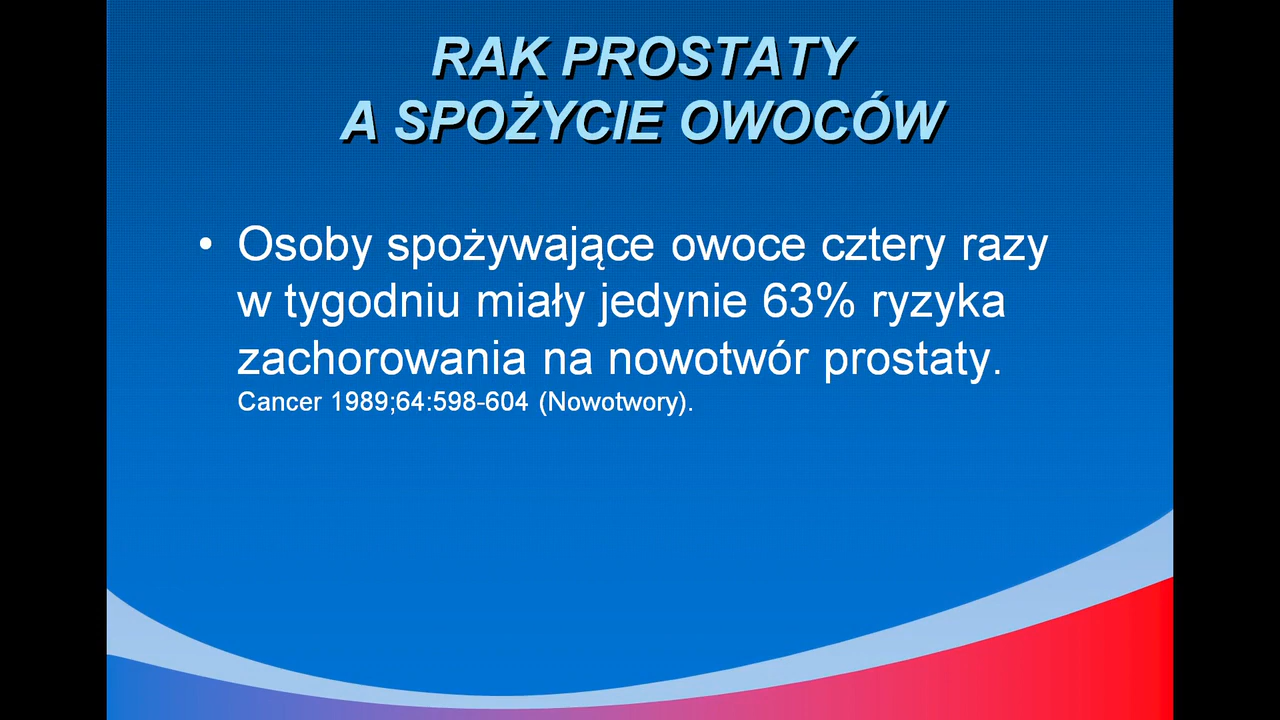 RAK PROSTATY
A SPOŻYCIE OWOCÓW
• Osoby spożywające owoce cztery razy
w tygodniu miały jedynie 63% ryzyka
zachorowania na nowotwór prostaty.
Cancer 1989;64:598-604 (Nowotwory).